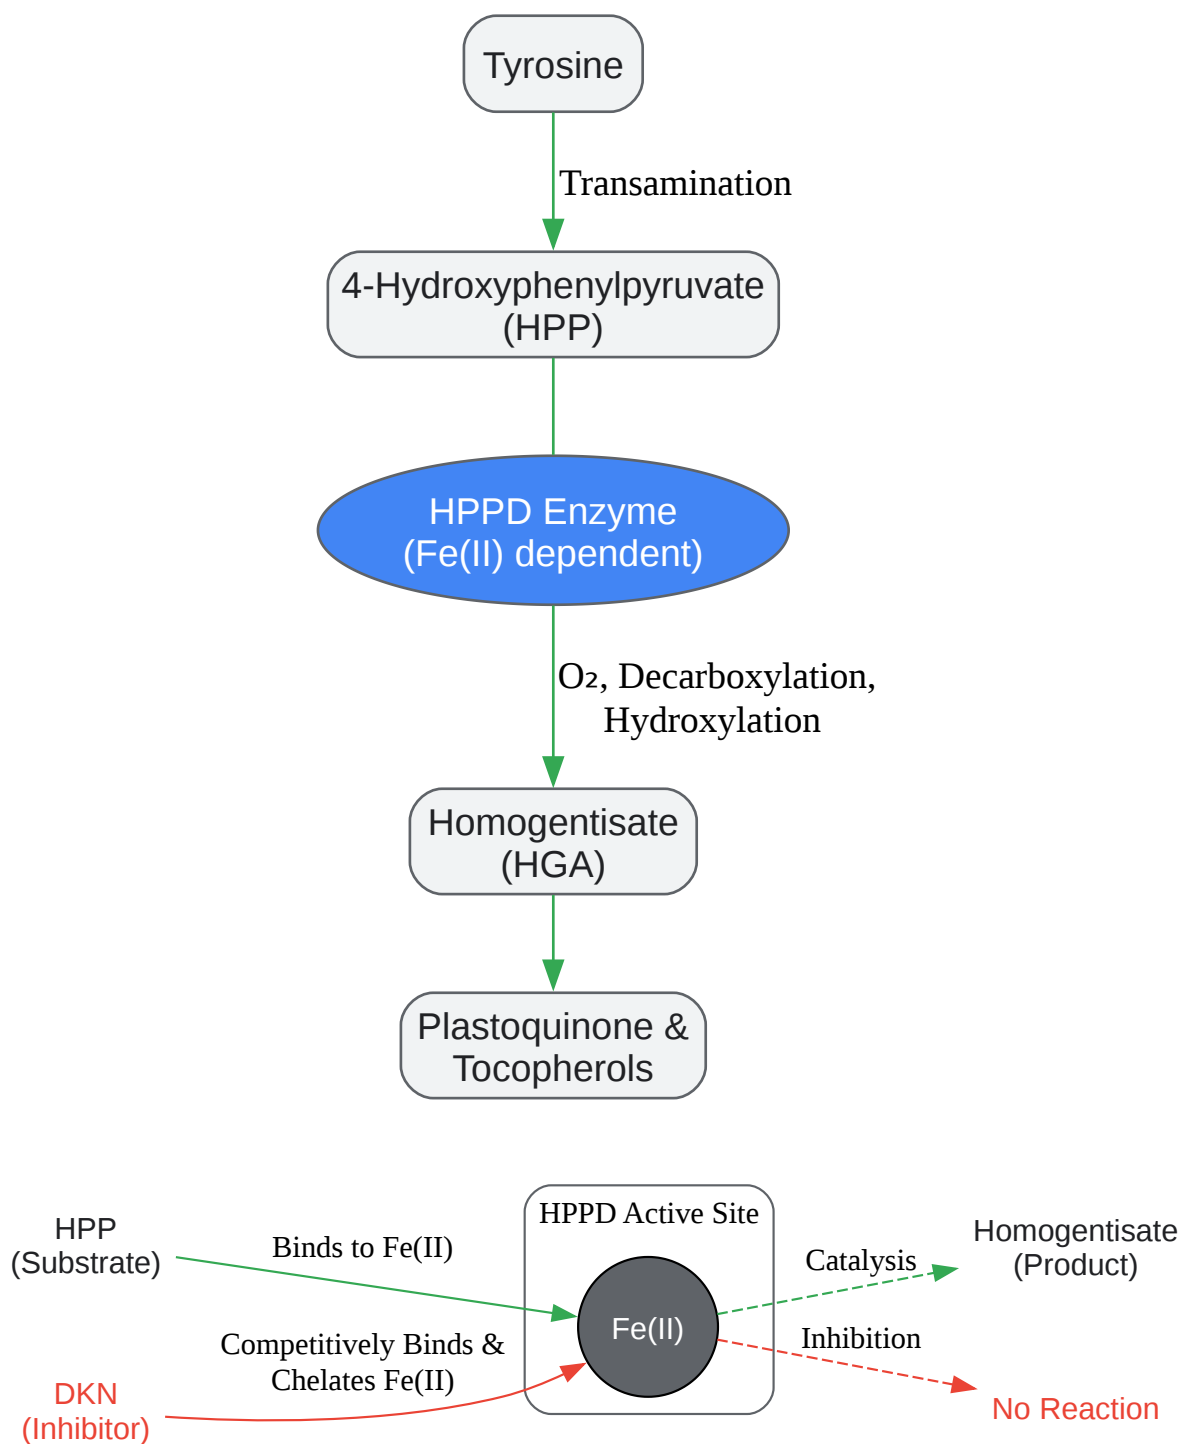 Tyrosine
Transamination
4-Hydroxyphenylpyruvate
(HPP)
HPPD Enzyme
(Fe(II) dependent)
O₂, Decarboxylation,
Hydroxylation
Homogentisate
(HGA)
Plastoquinone &
Tocopherols
HPP
(Substrate)
Binds to Fe(II)
HPPD Active Site
Fe(II)
Catalysis
Homogentisate
(Product)
Competitively Binds &
Chelates Fe(II)
Inhibition
DKN
(Inhibitor)
No Reaction